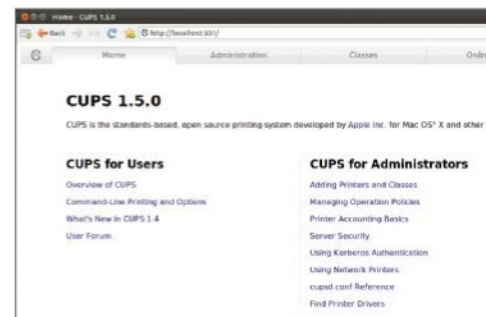 Home - CUPS 1.5.0
Back http://localhost:631/
Home Administration Classes
CUPS 1.5.0
CUPS is the standards-based, open source printing system developed by Apple Inc. for Mac OS® X and other
CUPS for Users
Overview of CUPS
Command-Line Printing and Options
What's New in CUPS 1.4
User Forum
CUPS for Administrators
Adding Printers and Classes
Managing Operation Policies
Printer Accounting Basics
Server Security
Using Kerberos Authentication
Using Network Printers
cupsd.conf Reference
Find Printer Drivers